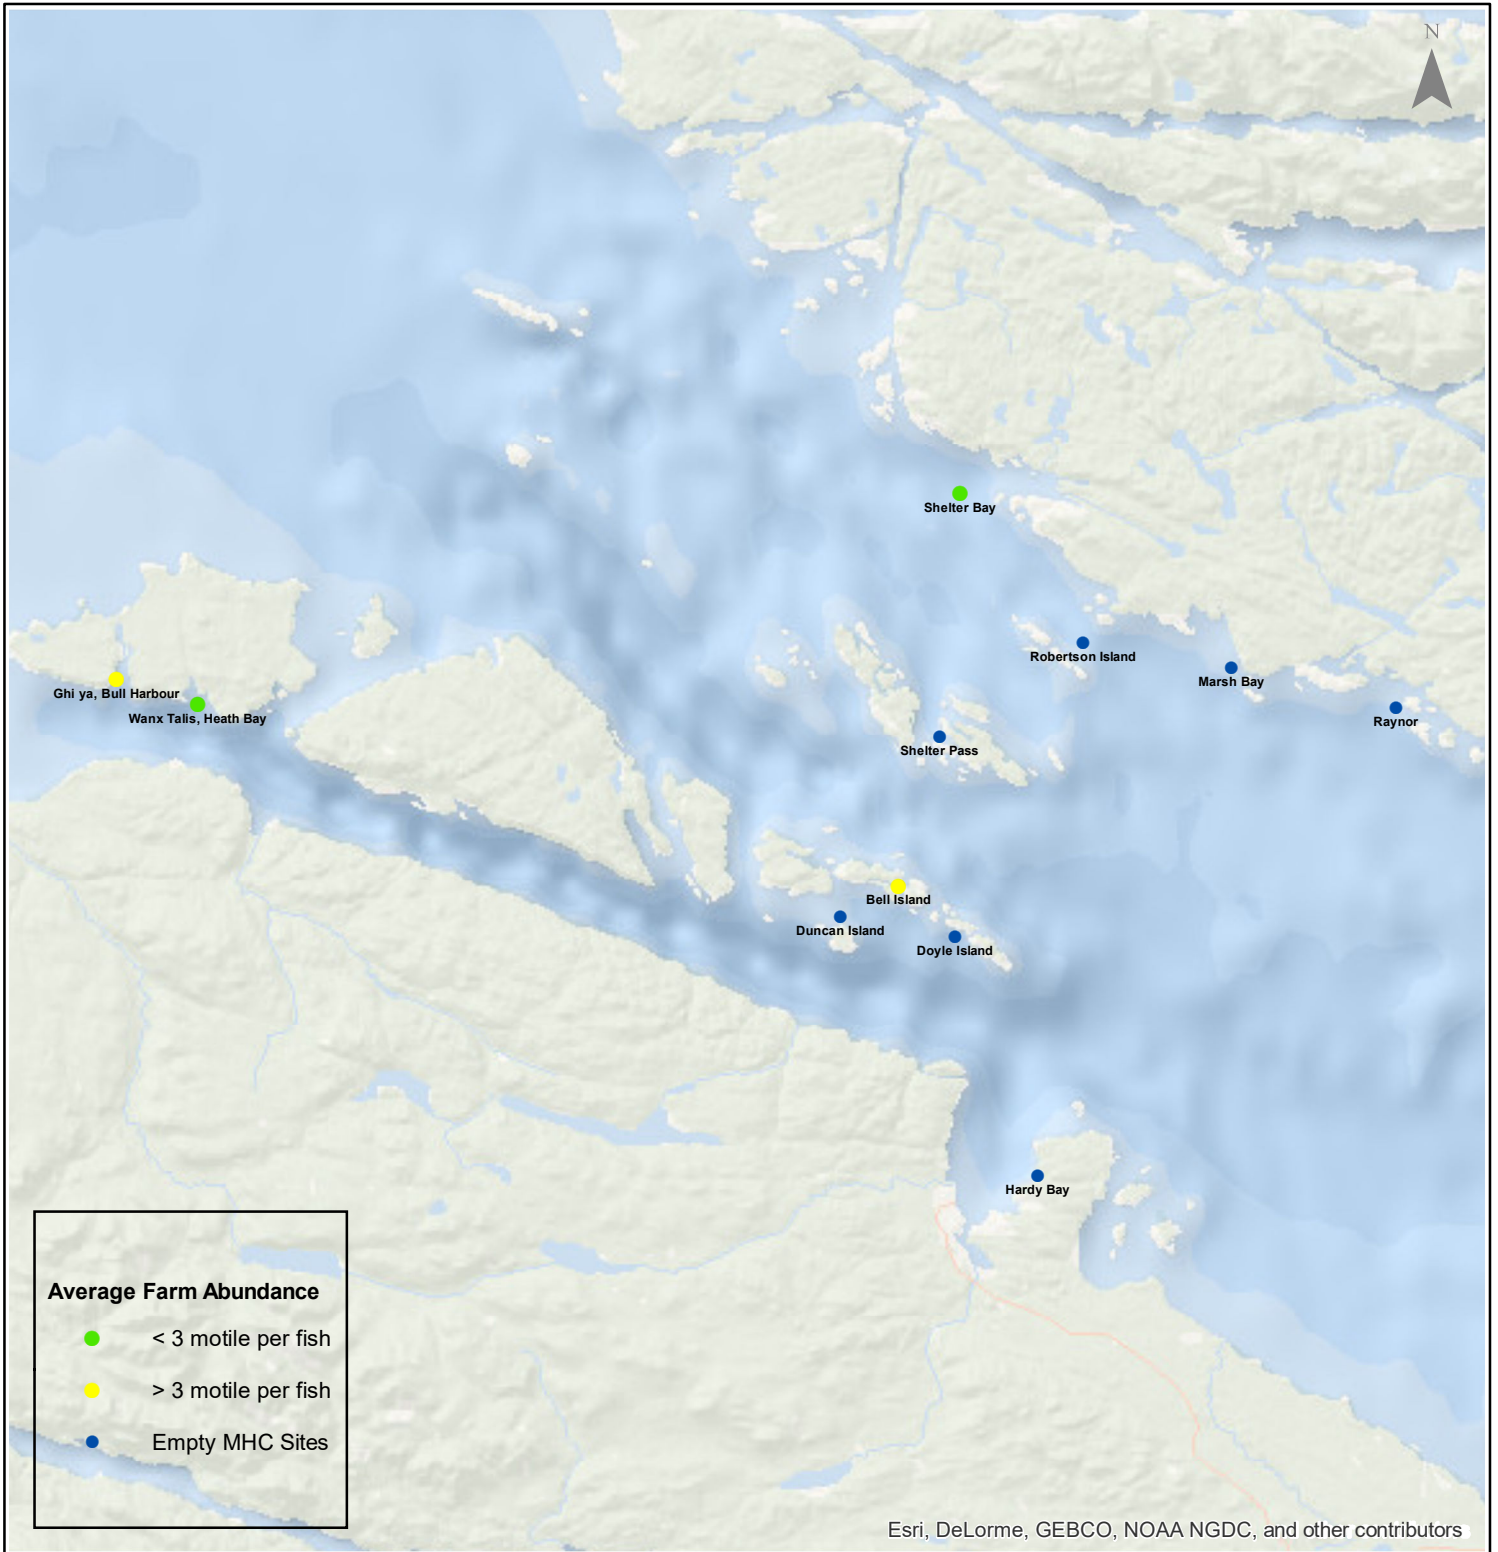 N
Shelter Bay
Robertson Island
Marsh Bay
Ghi ya, Bull Harbour
Wanx Talis, Heath Bay
Raynor
Shelter Pass
Bell Island
Duncan Island
Doyle Island
Hardy Bay
Average Farm Abundance
< 3 motile per fish
> 3 motile per fish
Empty MHC Sites
Esri, DeLorme, GEBCO, NOAA NGDC, and other contributors